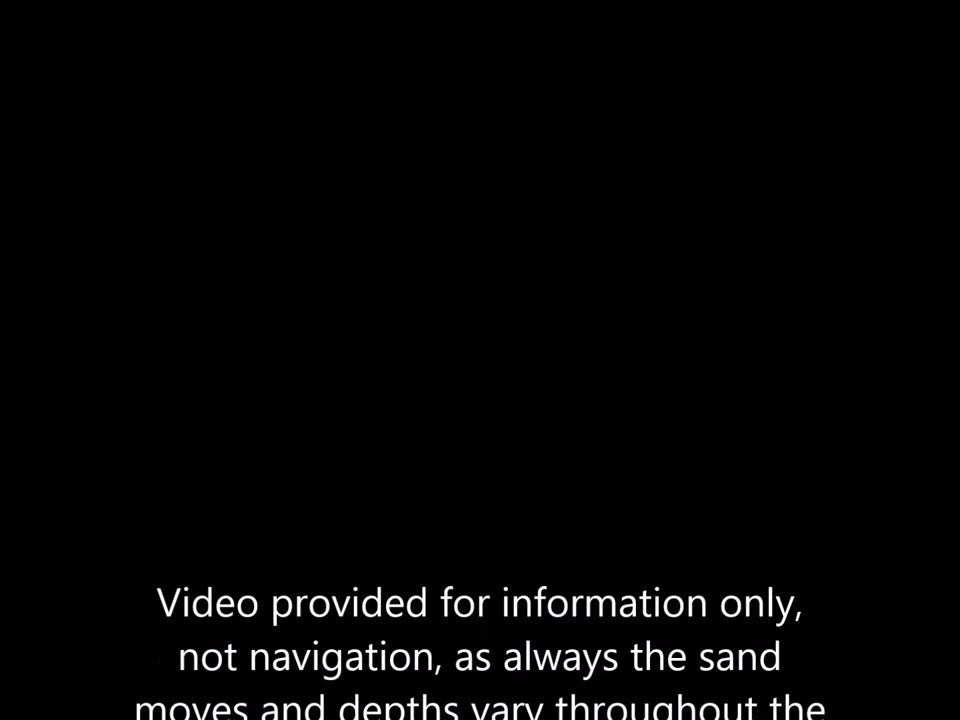 Video provided for information only,
not navigation, as always the sand
moves and depths vary throughout the